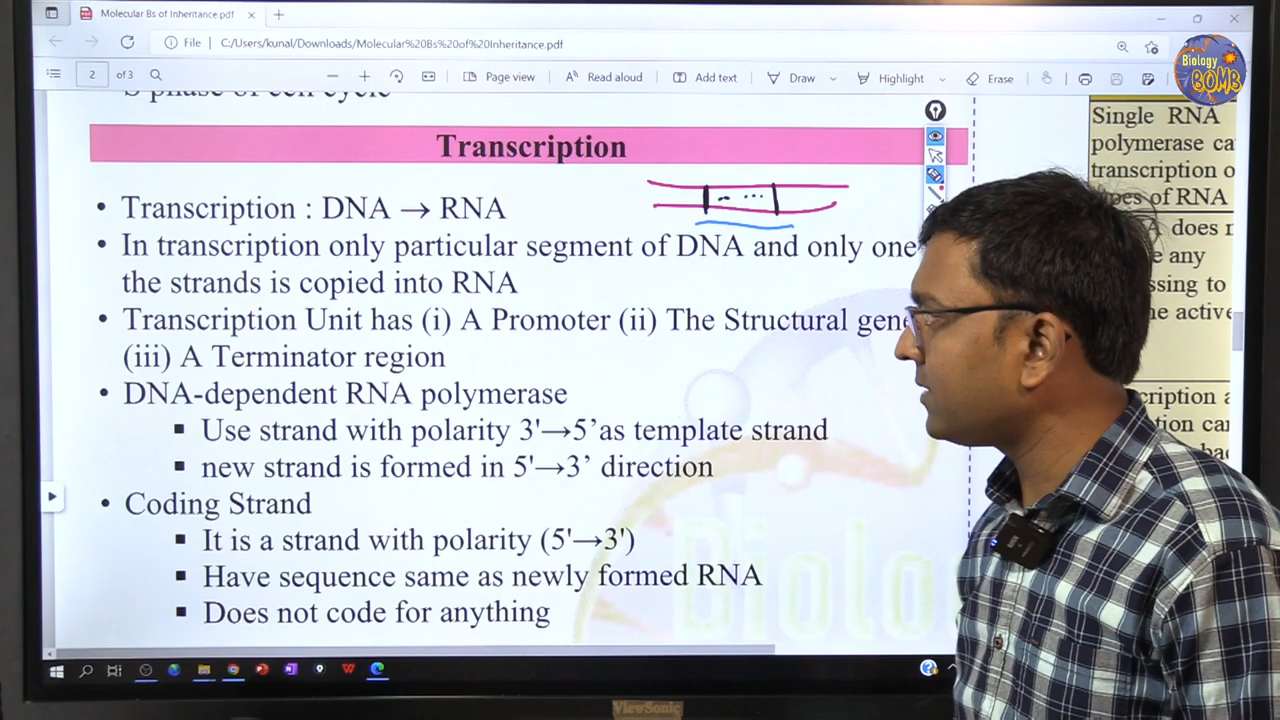 Molecular Bs of Inheritance.pdf
File
C:/Users/kunal/Downloads/Molecular%20Bs%20of%20Inheritance.pdf
2 of 3
Page view
Read aloud
Add text
Draw
Highlight
Erase
Biology
BOMB
S phase of cell cycle
Transcription
• Transcription : DNA → RNA
• In transcription only particular segment of DNA and only one
the strands is copied into RNA
• Transcription Unit has (i) A Promoter (ii) The Structural gene
(iii) A Terminator region
• DNA-dependent RNA polymerase
▪ Use strand with polarity 3'→5’as template strand
▪ new strand is formed in 5'→3’ direction
• Coding Strand
▪ It is a strand with polarity (5'→3')
▪ Have sequence same as newly formed RNA
▪ Does not code for anything
Single RNA
polymerase
transcription
of RNA
does
any
to
active
Biolo
ViewSonic